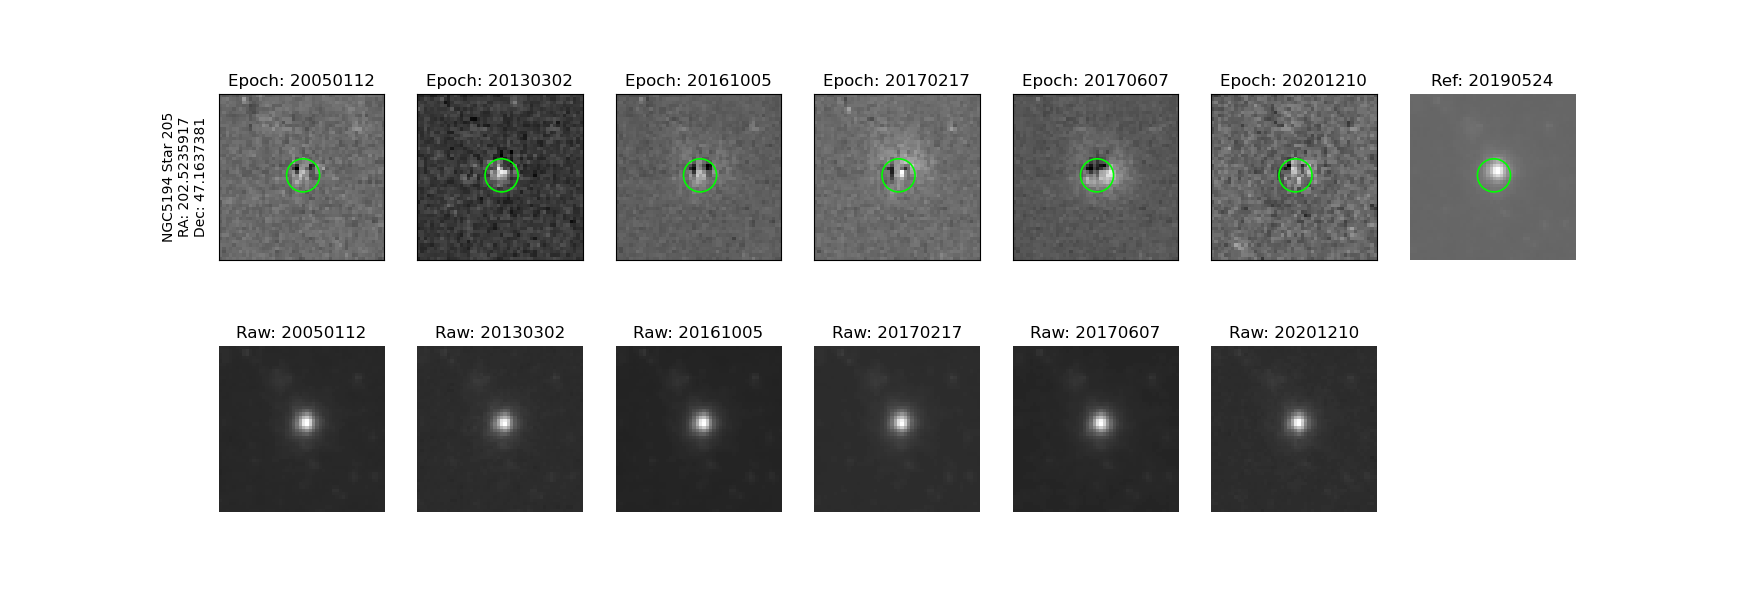 Epoch: 20050112
Epoch: 20130302
Epoch: 20161005
Epoch: 20170217
Epoch: 20170607
Epoch: 20201210
Ref: 20190524
NGC5194 Star 205
RA: 202.5235917
Dec: 47.1637381
Raw: 20050112
Raw: 20130302
Raw: 20161005
Raw: 20170217
Raw: 20170607
Raw: 20201210